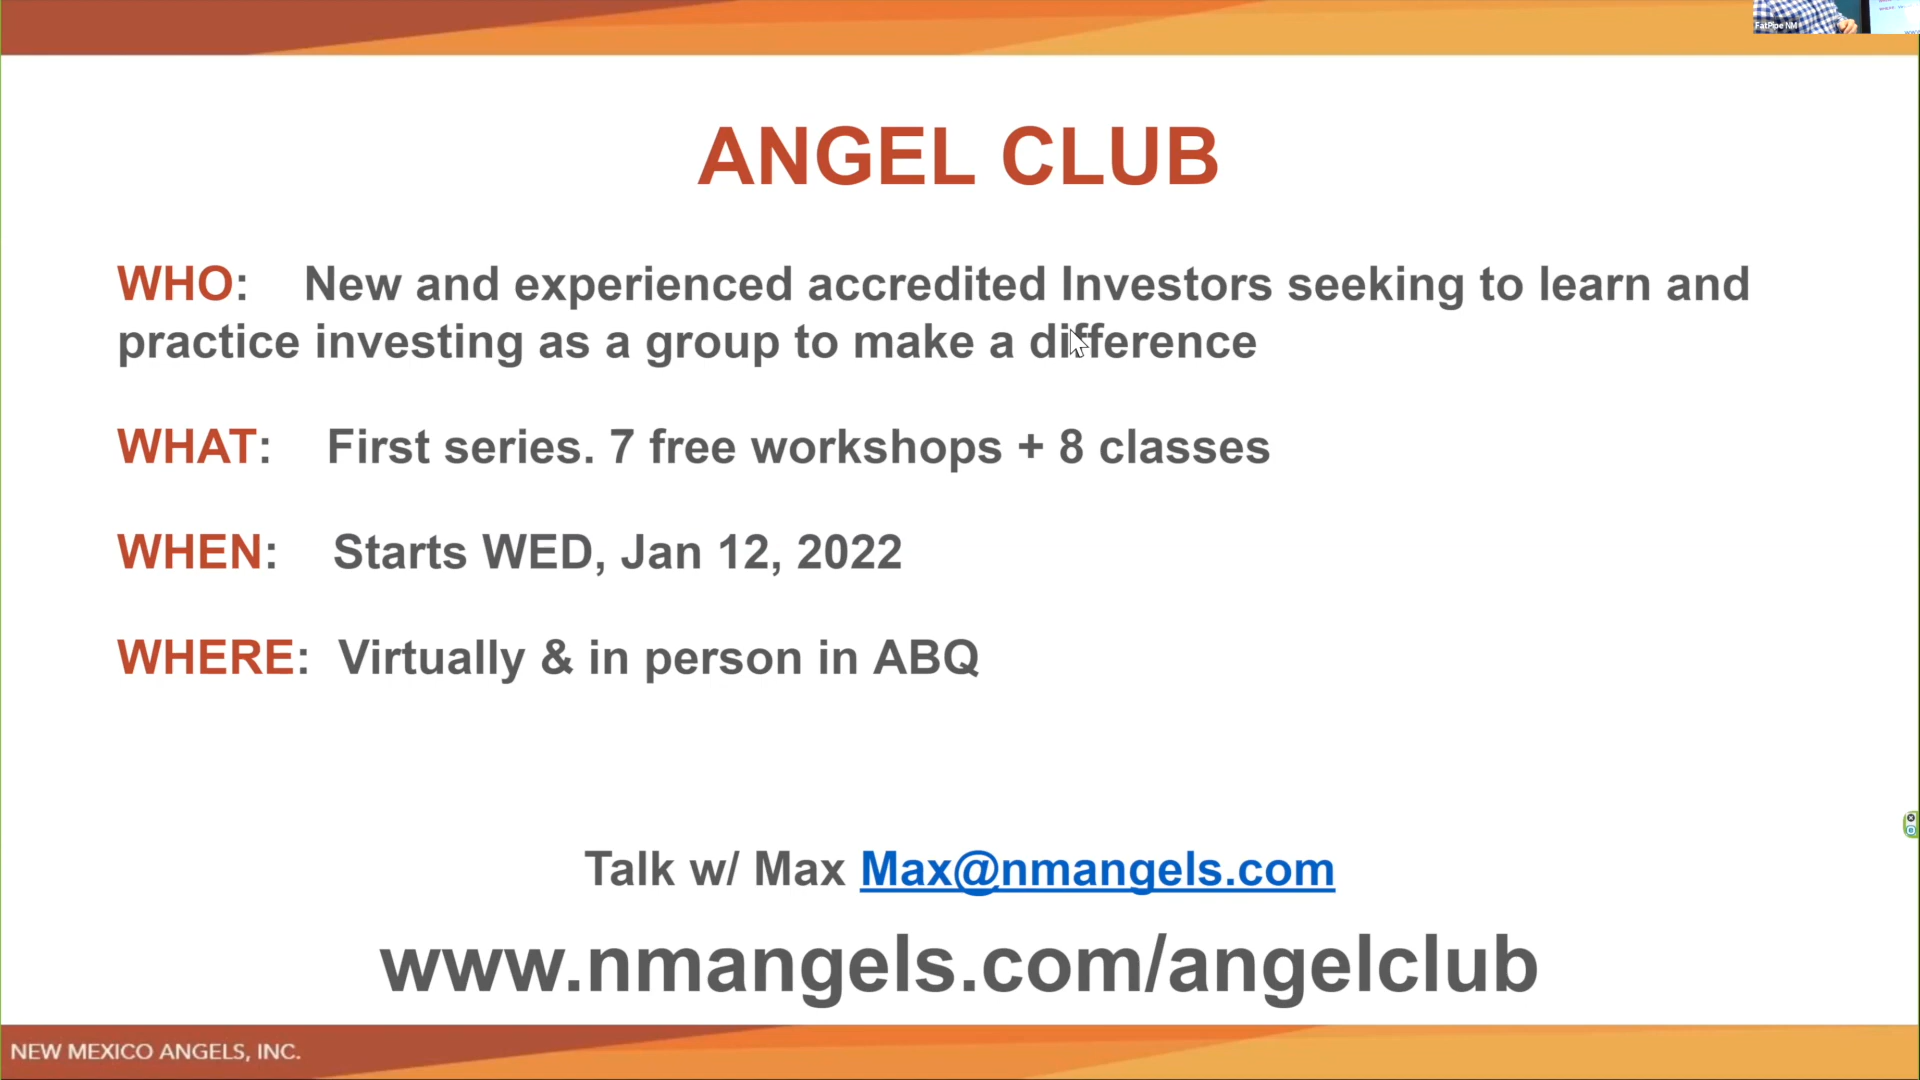 FatPipe NM
ANGEL CLUB
WHO: New and experienced accredited Investors seeking to learn and
practice investing as a group to make a difference
WHAT: First series. 7 free workshops + 8 classes
WHEN: Starts WED, Jan 12, 2022
WHERE: Virtually & in person in ABQ
Talk w/ Max Max@nmangels.com
www.nmangels.com/angelclub
NEW MEXICO ANGELS, INC.